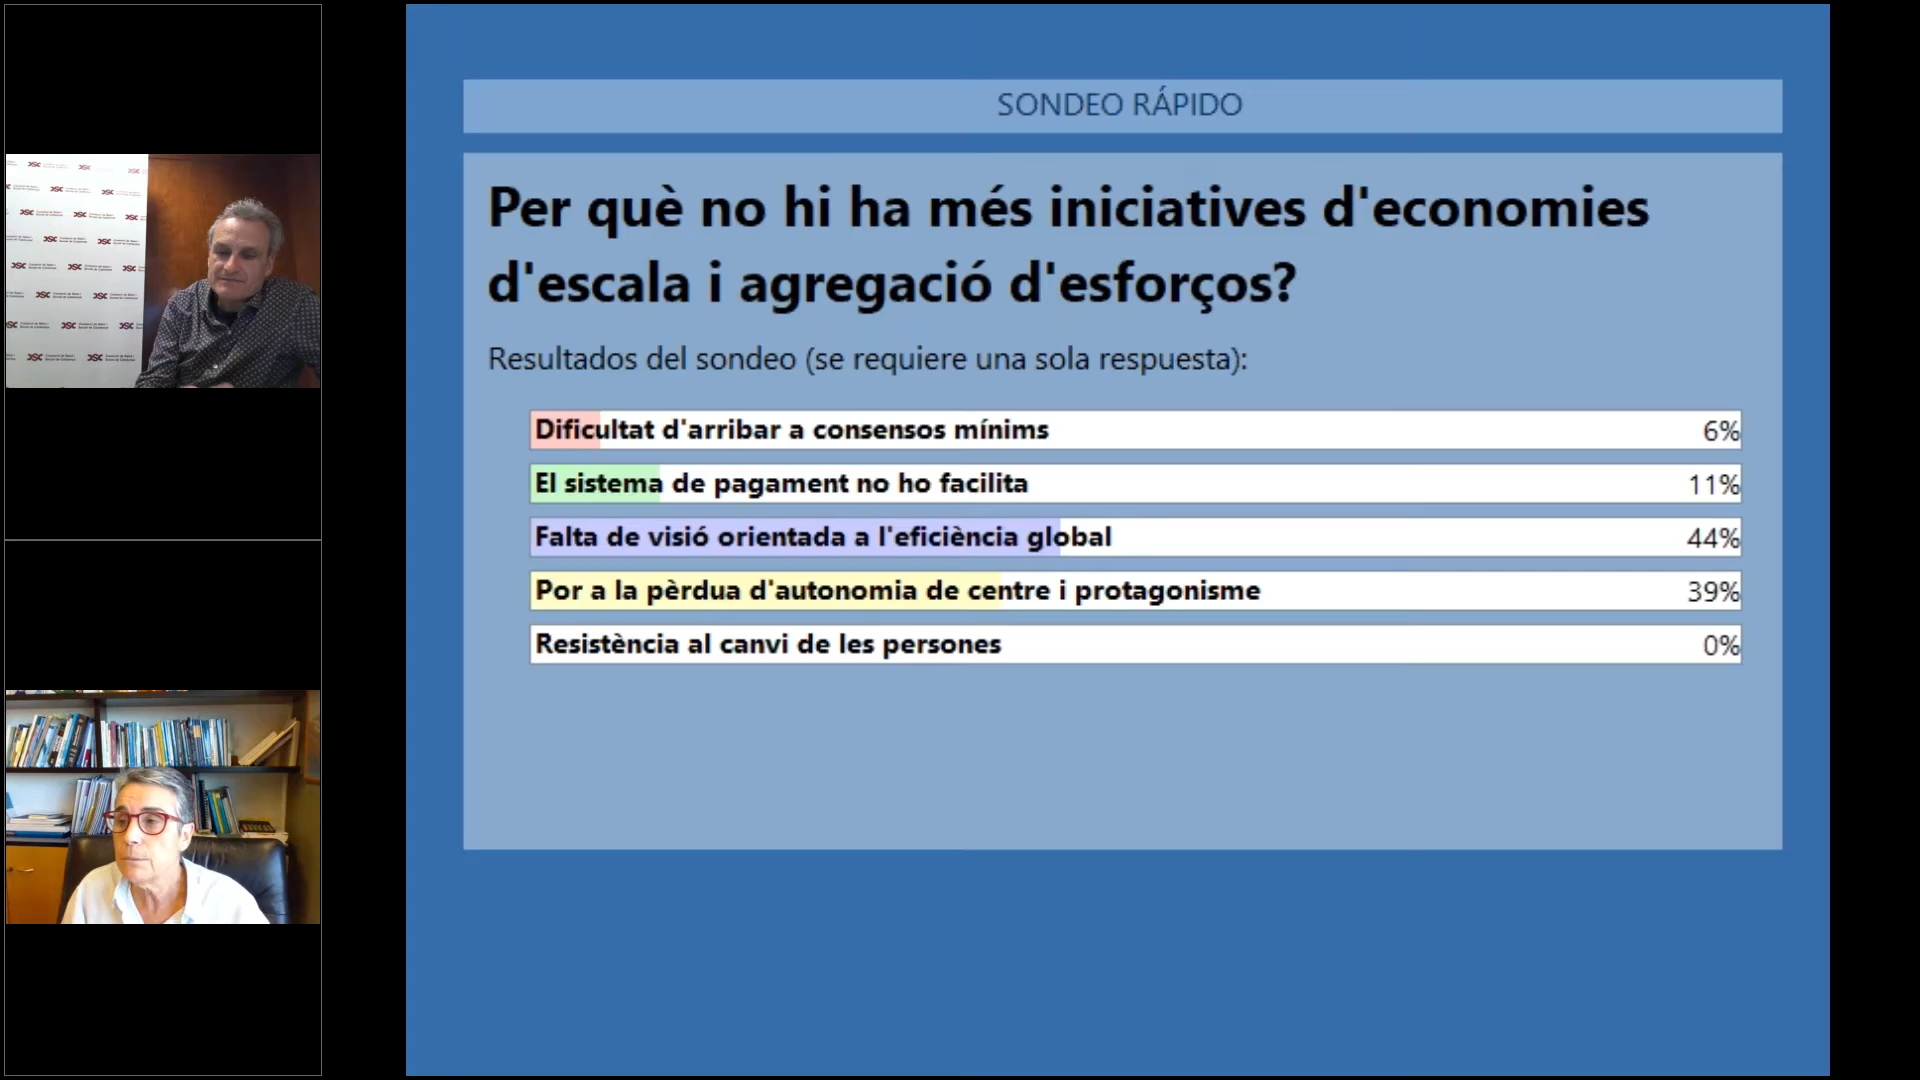 SONDEO RÁPIDO
Per què no hi ha més iniciatives d'economies
d'escala i agregació d'esforços?
Resultados del sondeo (se requiere una sola respuesta):
Dificultat d'arribar a consensos mínims 6%
El sistema de pagament no ho facilita 11%
Falta de visió orientada a l'eficiència global 44%
Por a la pèrdua d'autonomia de centre i protagonisme 39%
Resistència al canvi de les persones 0%